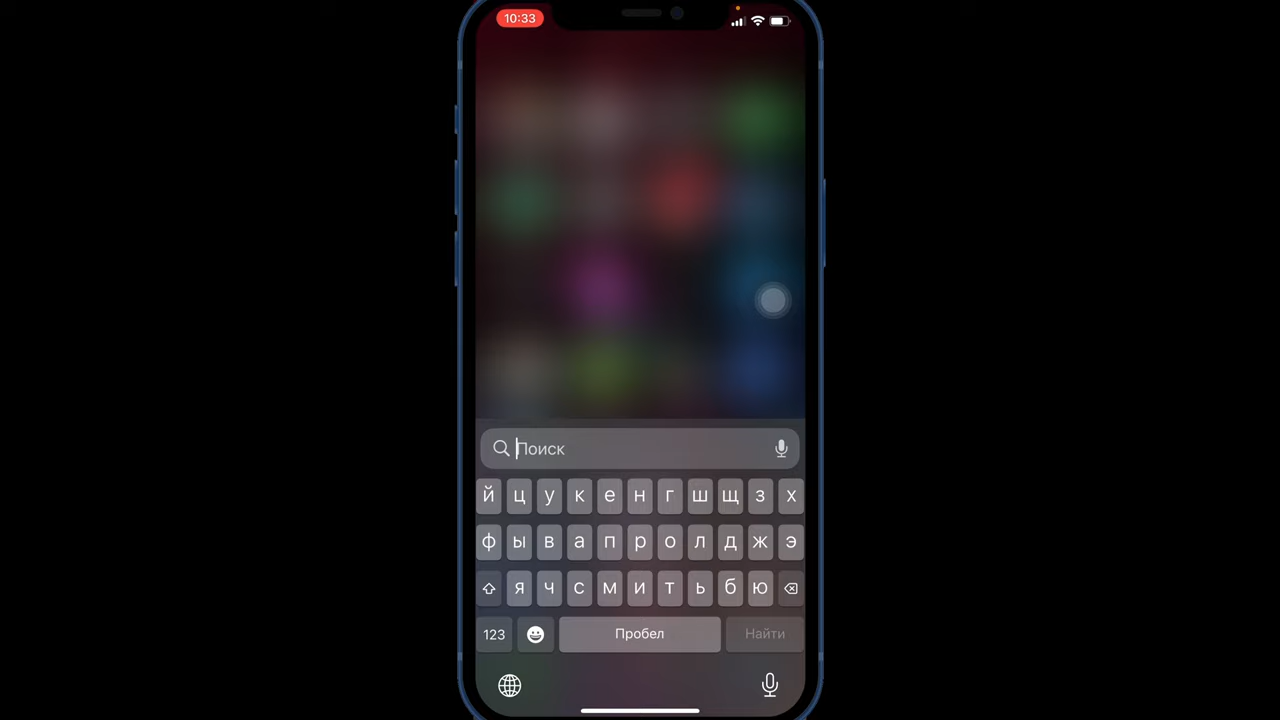 10:33
Поиск
й ц у к е н г ш щ з х
ф ы в а п р о л д ж э
я ч с м и т ь б ю
123 Пробел Найти